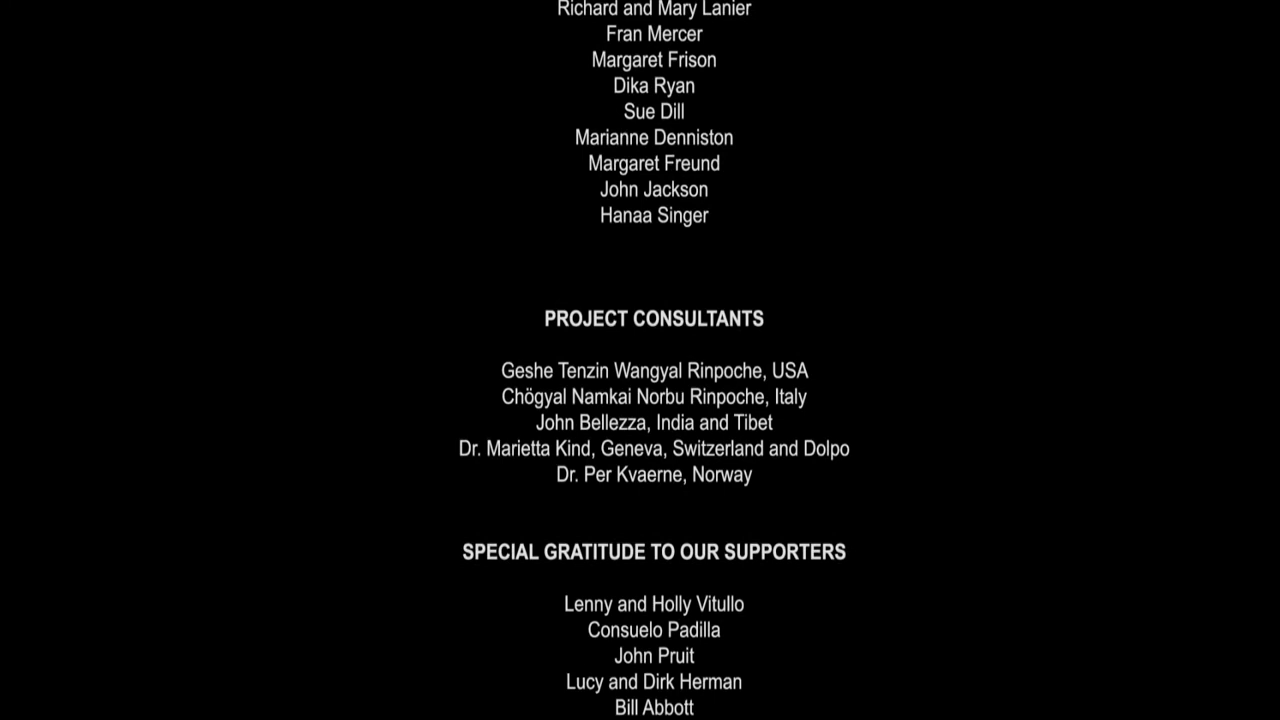 Richard and Mary Lanier
Fran Mercer
Margaret Frison
Dika Ryan
Sue Dill
Marianne Denniston
Margaret Freund
John Jackson
Hanaa Singer
PROJECT CONSULTANTS
Geshe Tenzin Wangyal Rinpoche, USA
Chögyal Namkai Norbu Rinpoche, Italy
John Bellezza, India and Tibet
Dr. Marietta Kind, Geneva, Switzerland and Dolpo
Dr. Per Kvaerne, Norway
SPECIAL GRATITUDE TO OUR SUPPORTERS
Lenny and Holly Vitullo
Consuelo Padilla
John Pruit
Lucy and Dirk Herman
Bill Abbott